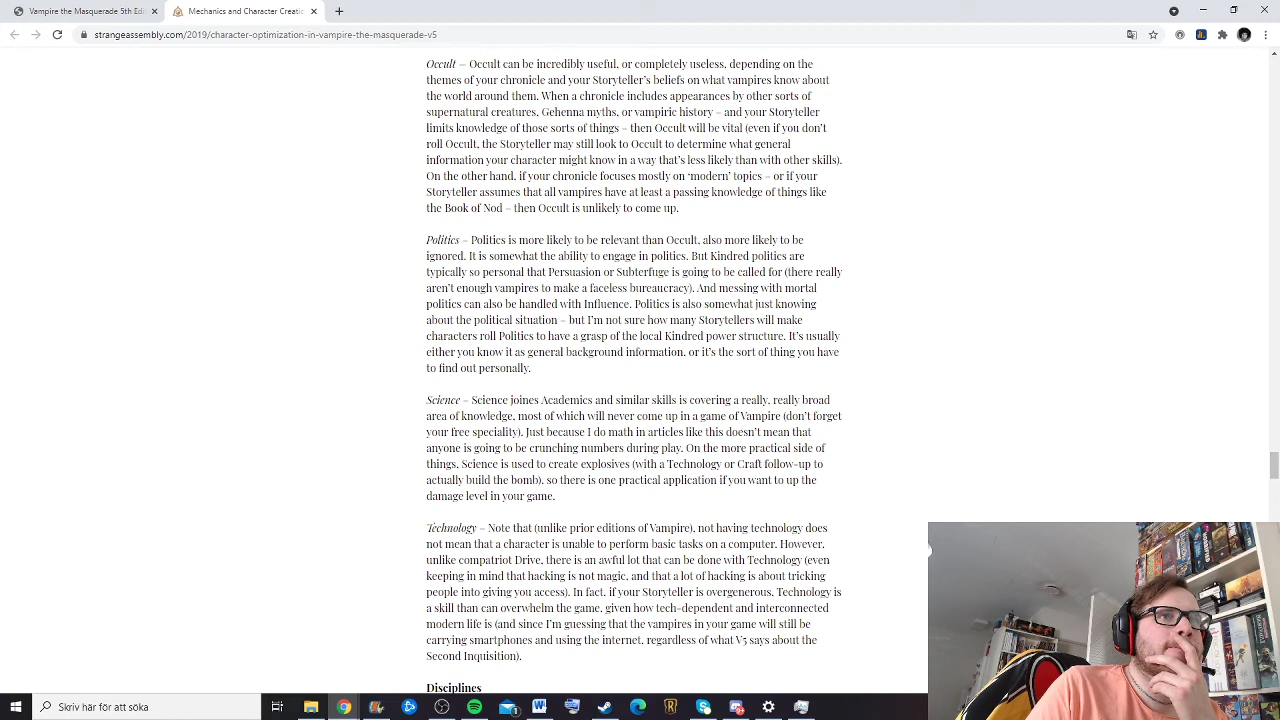 Vampire the Masquerade 5th Edi
Mechanics and Character Creatio
strangeassembly.com/2019/character-optimization-in-vampire-the-masquerade-v5
Occult – Occult can be incredibly useful, or completely useless, depending on the
themes of your chronicle and your Storyteller's beliefs on what vampires know about
the world around them. When a chronicle includes appearances by other sorts of
supernatural creatures, Gehenna myths, or vampiric history – and your Storyteller
limits knowledge of those sorts of things – then Occult will be vital (even if you don't
roll Occult, the Storyteller may still look to Occult to determine what general
information your character might know in a way that's less likely than with other skills).
On the other hand, if your chronicle focuses mostly on 'modern' topics – or if your
Storyteller assumes that all vampires have at least a passing knowledge of things like
the Book of Nod – then Occult is unlikely to come up.
Politics – Politics is more likely to be relevant than Occult, also more likely to be
ignored. It is somewhat the ability to engage in politics. But Kindred politics are
typically so personal that Persuasion or Subterfuge is going to be called for (there really
aren't enough vampires to make a faceless bureaucracy). And messing with mortal
politics can also be handled with Influence. Politics is also somewhat just knowing
about the political situation – but I'm not sure how many Storytellers will make
characters roll Politics to have a grasp of the local Kindred power structure. It's usually
either you know it as general background information, or it's the sort of thing you have
to find out personally.
Science – Science joines Academics and similar skills is covering a really, really broad
area of knowledge, most of which will never come up in a game of Vampire (don't forget
your free speciality). Just because I do math in articles like this doesn't mean that
anyone is going to be crunching numbers during play. On the more practical side of
things, Science is used to create explosives (with a Technology or Craft follow-up to
actually build the bomb), so there is one practical application if you want to up the
damage level in your game.
Technology – Note that (unlike prior editions of Vampire), not having technology does
not mean that a character is unable to perform basic tasks on a computer. However,
unlike compatriot Drive, there is an awful lot that can be done with Technology (even
keeping in mind that hacking is not magic, and that a lot of hacking is about tricking
people into giving you access). In fact, if your Storyteller is overgenerous, Technology is
a skill than can overwhelm the game, given how tech-dependent and interconnected
modern life is (and since I'm guessing that the vampires in your game will still be
carrying smartphones and using the internet, regardless of what V5 says about the
Second Inquisition).
Disciplines
Skriv här för att söka